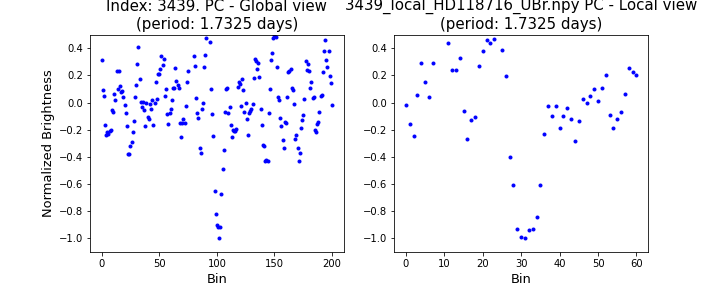 Index: 3439. PC - Global view
(period: 1.7325 days)
3439_local_HD118716_UBr.npy PC - Local view
(period: 1.7325 days)
Normalized Brightness
0.4
0.2
0.0
−0.2
−0.4
−0.6
−0.8
−1.0
0 50 100 150 200
Bin
0.4
0.2
0.0
−0.2
−0.4
−0.6
−0.8
−1.0
0 10 20 30 40 50 60
Bin